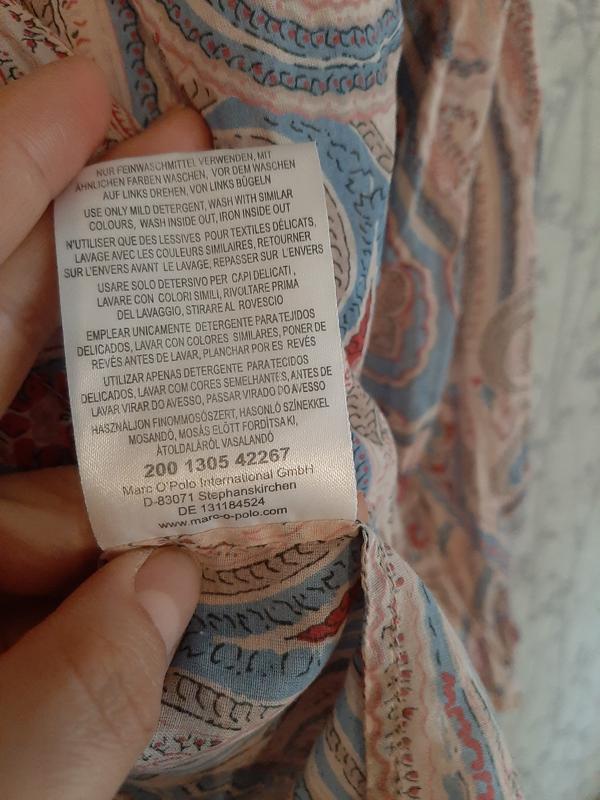 NUR FEINWASCHMITTEL VERWENDEN, MIT
ÄHNLICHEN FARBEN WASCHEN, VOR DEM WASCHEN
AUF LINKS DREHEN, VON LINKS BÜGELN
USE ONLY MILD DETERGENT, WASH WITH SIMILAR
COLOURS, WASH INSIDE OUT, IRON INSIDE OUT
N'UTILISER QUE DES LESSIVES POUR TEXTILES DÉLICATS,
LAVAGE AVEC LES COULEURS SIMILAIRES, RETOURNER
SUR L'ENVERS AVANT LE LAVAGE, REPASSER SUR L'ENVERS
USARE SOLO DETERSIVO PER CAPI DELICATI,
LAVARE CON COLORI SIMILI, RIVOLTARE PRIMA
DEL LAVAGGIO, STIRARE AL ROVESCIO
EMPLEAR UNICAMENTE DETERGENTE PARA TEJIDOS
DELICADOS, LAVAR CON COLORES SIMILARES, PONER DE
REVÉS ANTES DE LAVAR, PLANCHAR POR ES REVÉS
UTILIZAR APENAS DETERGENTE PARA TECIDOS
DELICADOS, LAVAR COM CORES SEMELHANTES, ANTES DE
LAVAR VIRAR DO AVESSO, PASSAR VIRADO DO AVESSO
HASZNÁLJON FINOMMOSÓSZERT, HASONLÓ SZÍNEKKEL
MOSANDÓ, MOSÁS ELŐTT FORDÍTSA KI,
ÁTOLDALÁRÓL VASALANDÓ
200 1305 42267
Marc O'Polo International GmbH
D-83071 Stephanskirchen
DE 131184524
www.marc-o-polo.com